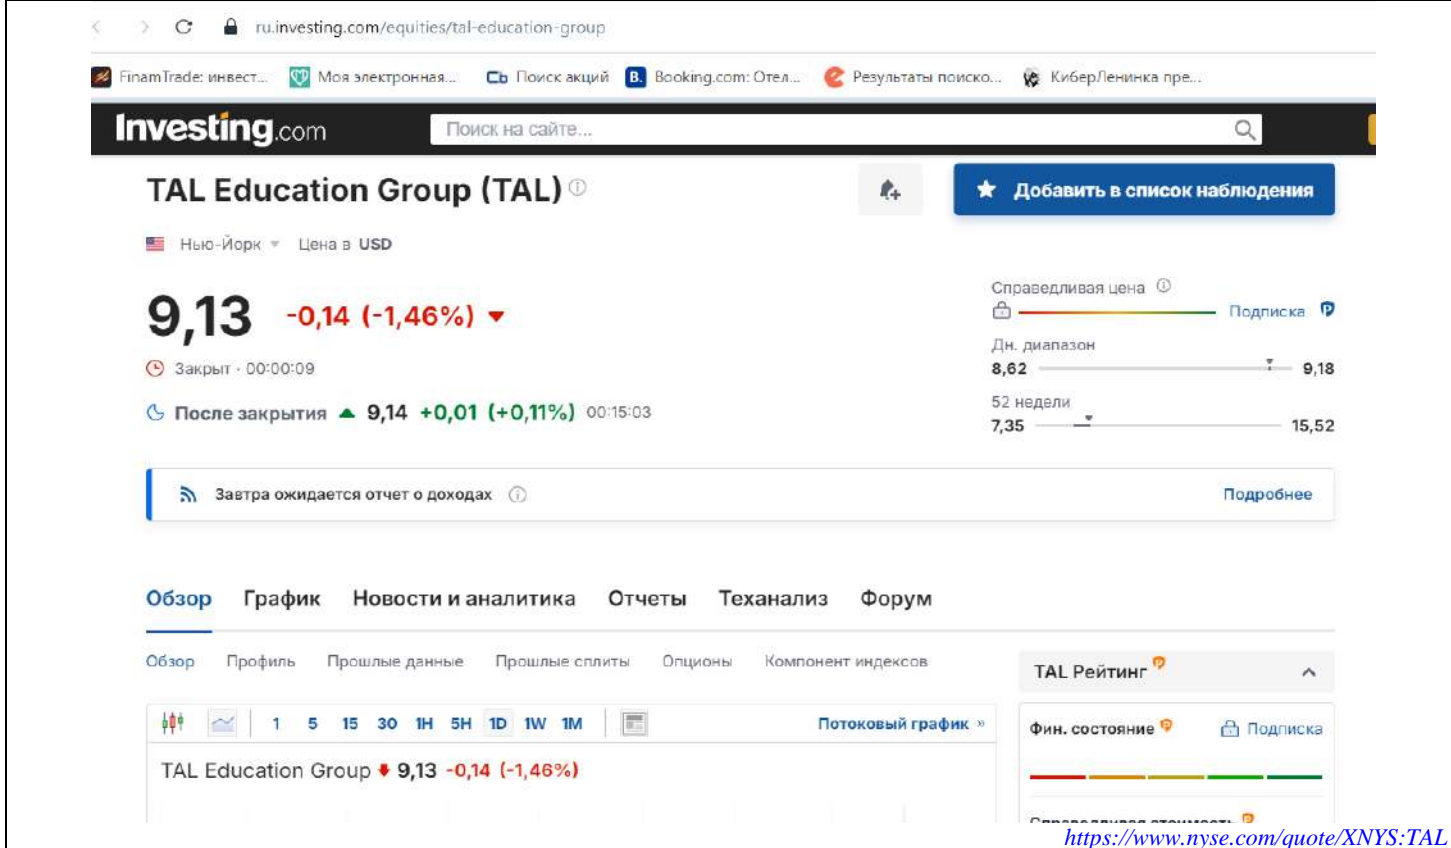 ru.investing.com/equities/tal-education-group
FinamTrade: инвест... Моя электронная... Сb Поиск акций B. Booking.com: Отел... Результаты поиско... КиберЛенинка пре...
Investing.com Поиск на сайте...
TAL Education Group (TAL)
Добавить в список наблюдения
Нью-Йорк Цена в USD
9,13 -0,14 (-1,46%)
Закрыт · 00:00:09
После закрытия 9,14 +0,01 (+0,11%) 00:15:03
Справедливая цена
Подписка
Дн. диапазон
8,62 9,18
52 недели
7,35 15,52
Завтра ожидается отчет о доходах Подробнее
Обзор График Новости и аналитика Отчеты Теханализ Форум
Обзор Профиль Прошлые данные Прошлые сплиты Опционы Компонент индексов
1 5 15 30 1H 5H 1D 1W 1M Потоковый график »
TAL Education Group 9,13 -0,14 (-1,46%)
TAL Рейтинг
Фин. состояние Подписка
Справедливая стоимость
https://www.nyse.com/quote/XNYS:TAL